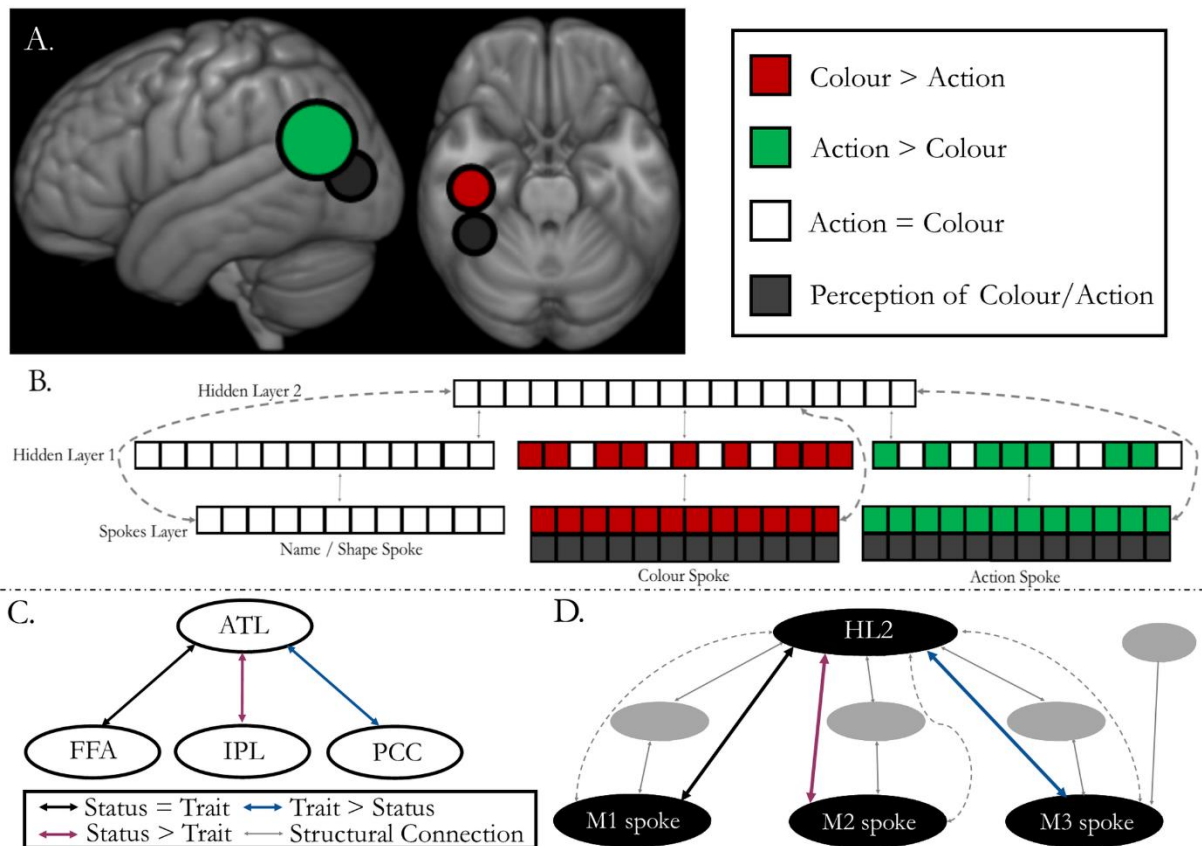 A.
Colour > Action
Action > Colour
Action = Colour
Perception of Colour/Action
B.
Hidden Layer 2
Hidden Layer 1
Spokes Layer
Name / Shape Spoke
Colour Spoke
Action Spoke
C.
ATL
FFA
IPL
PCC
Status = Trait
Trait > Status
Status > Trait
Structural Connection
D.
HL2
M1 spoke
M2 spoke
M3 spoke